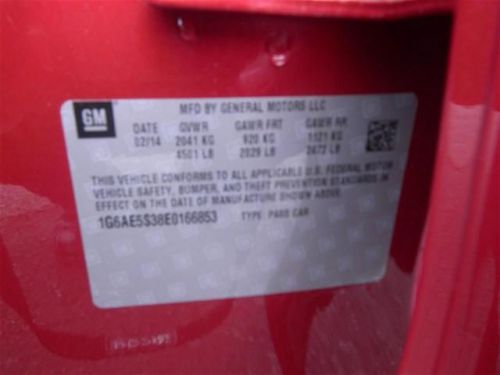 GM
MFD BY GENERAL MOTORS LLC
DATE GVWR GAWR FRT GAWR RR
02/14 2041 KG 920 KG 1121 KG
4501 LB 2029 LB 2472 LB
THIS VEHICLE CONFORMS TO ALL APPLICABLE U.S. FEDERAL MOTOR
VEHICLE SAFETY, BUMPER, AND THEFT PREVENTION STANDARDS IN
EFFECT ON THE DATE OF MANUFACTURE SHOWN ABOVE.
1G6AE5S38E0166853 TYPE: PASS CAR